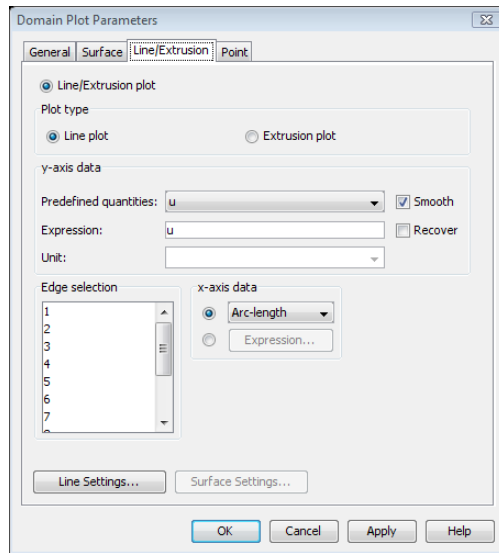 Domain Plot Parameters
General Surface Line/Extrusion Point
Line/Extrusion plot
Plot type
Line plot Extrusion plot
y-axis data
Predefined quantities: u Smooth
Expression: u Recover
Unit:
Edge selection
1
2
3
4
5
6
7
x-axis data
Arc-length
Expression...
Line Settings... Surface Settings...
OK Cancel Apply Help